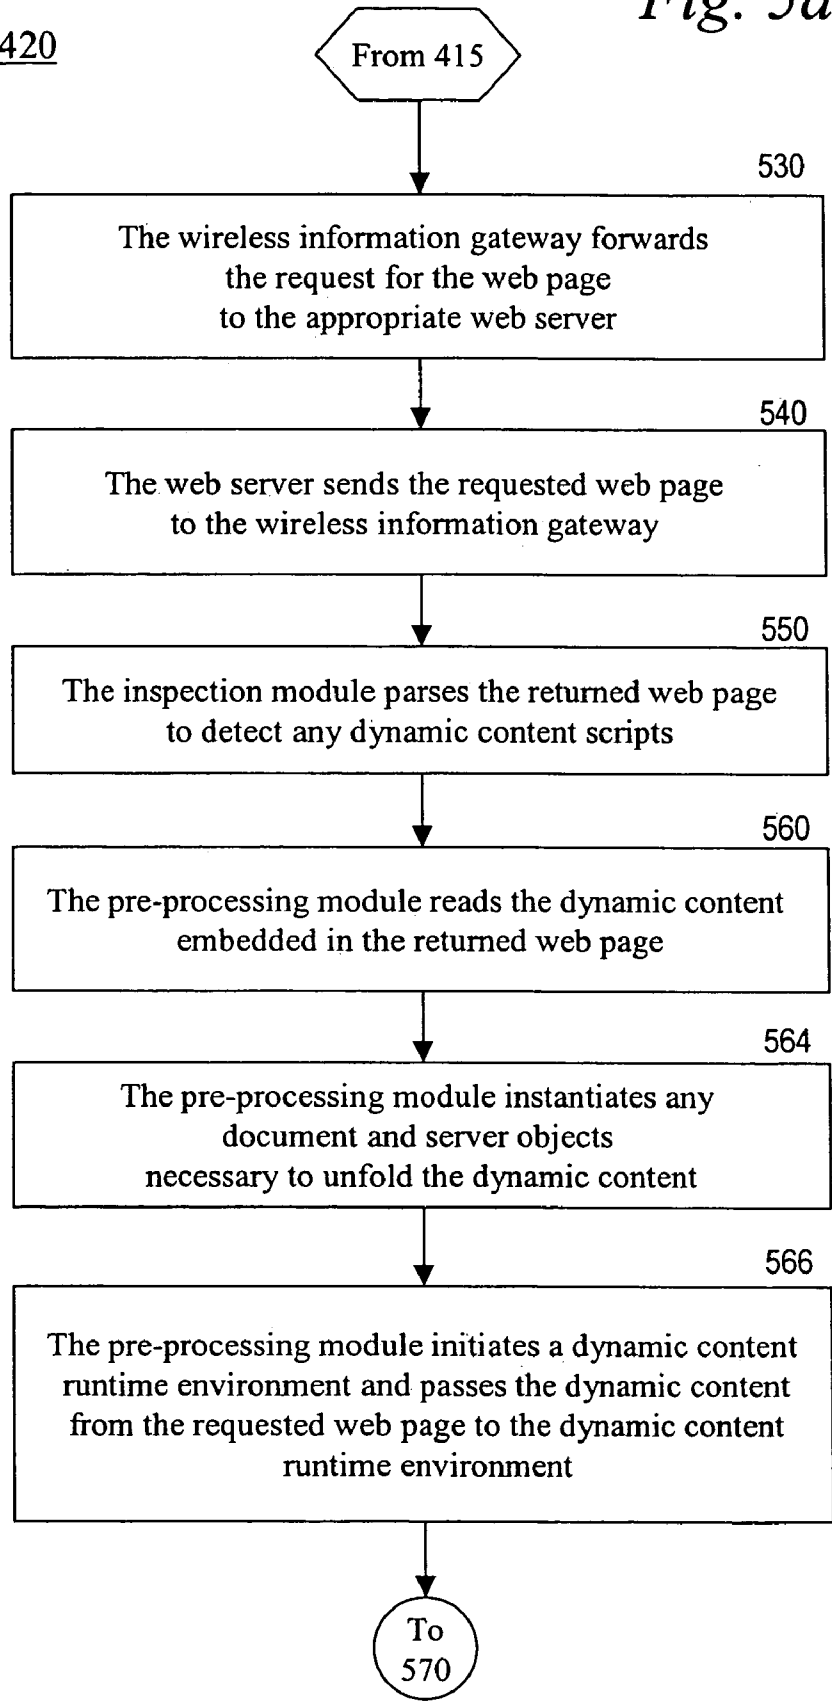 Fig. 5a
420
From 415
530
The wireless information gateway forwards
the request for the web page
to the appropriate web server
540
The web server sends the requested web page
to the wireless information gateway
550
The inspection module parses the returned web page
to detect any dynamic content scripts
560
The pre-processing module reads the dynamic content
embedded in the returned web page
564
The pre-processing module instantiates any
document and server objects
necessary to unfold the dynamic content
566
The pre-processing module initiates a dynamic content
runtime environment and passes the dynamic content
from the requested web page to the dynamic content
runtime environment
To
570